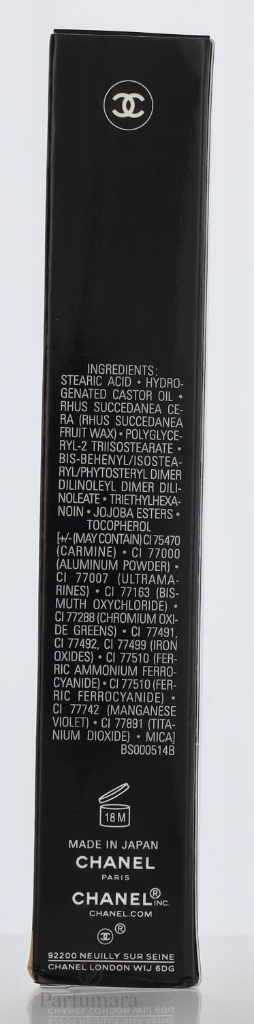 INGREDIENTS:
STEARIC ACID • HYDRO-
GENATED CASTOR OIL •
RHUS SUCCEDANEA CE-
RA (RHUS SUCCEDANEA
FRUIT WAX) • POLYGLYCE-
RYL-2 TRIISOSTEARATE •
BIS-BEHENYL/ISOSTEA-
RYL/PHYTOSTERYL DIMER
DILINOLEYL DIMER DILI-
NOLEATE • TRIETHYLHEXA-
NOIN • JOJOBA ESTERS •
TOCOPHEROL
[+/-(MAY CONTAIN) CI 75470
(CARMINE) • CI 77000
(ALUMINUM POWDER) •
CI 77007 (ULTRAMA-
RINES) • CI 77163 (BIS-
MUTH OXYCHLORIDE) •
CI 77288 (CHROMIUM OXI-
DE GREENS) • CI 77491,
CI 77492, CI 77499 (IRON
OXIDES) • CI 77510 (FER-
RIC AMMONIUM FERRO-
CYANIDE) • CI 77510 (FER-
RIC FERROCYANIDE) •
CI 77742 (MANGANESE
VIOLET) • CI 77891 (TITA-
NIUM DIOXIDE) • MICA]
BS000514B
18 M
MADE IN JAPAN
CHANEL
PARIS
CHANEL® INC.
CHANEL.COM
®
92200 NEUILLY SUR SEINE
CHANEL LONDON W1J 6DG
Parfumara